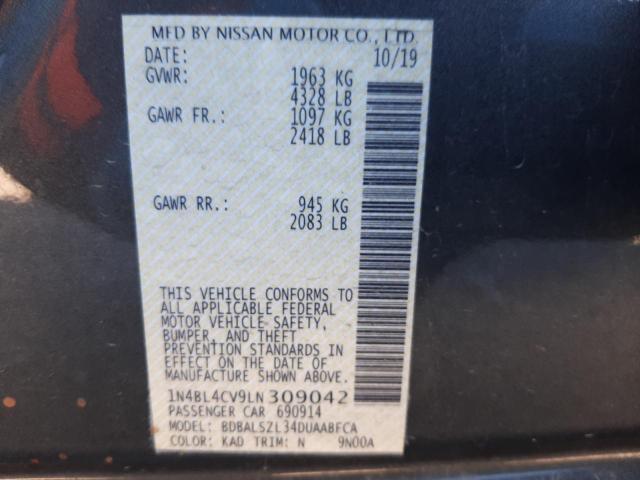 MFD BY NISSAN MOTOR CO., LTD.
DATE: 10/19
GVWR: 1963 KG
4328 LB
GAWR FR.: 1097 KG
2418 LB
GAWR RR.: 945 KG
2083 LB
THIS VEHICLE CONFORMS TO
ALL APPLICABLE FEDERAL
MOTOR VEHICLE SAFETY,
BUMPER, AND THEFT
PREVENTION STANDARDS IN
EFFECT ON THE DATE OF
MANUFACTURE SHOWN ABOVE.
1N4BL4CV9LN309042
PASSENGER CAR 690914
MODEL: BDBALSZL34DUAABFCA
COLOR: KAD TRIM: N 9N00A